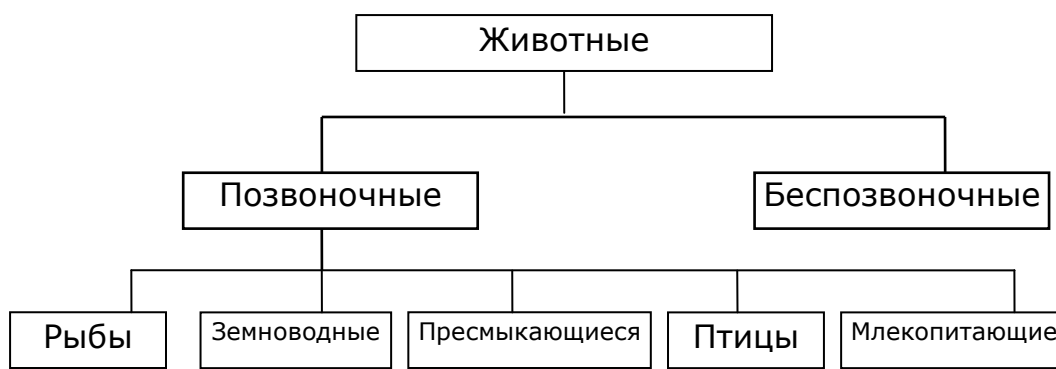 Животные
Позвоночные
Беспозвоночные
Рыбы
Земноводные
Пресмыкающиеся
Птицы
Млекопитающие